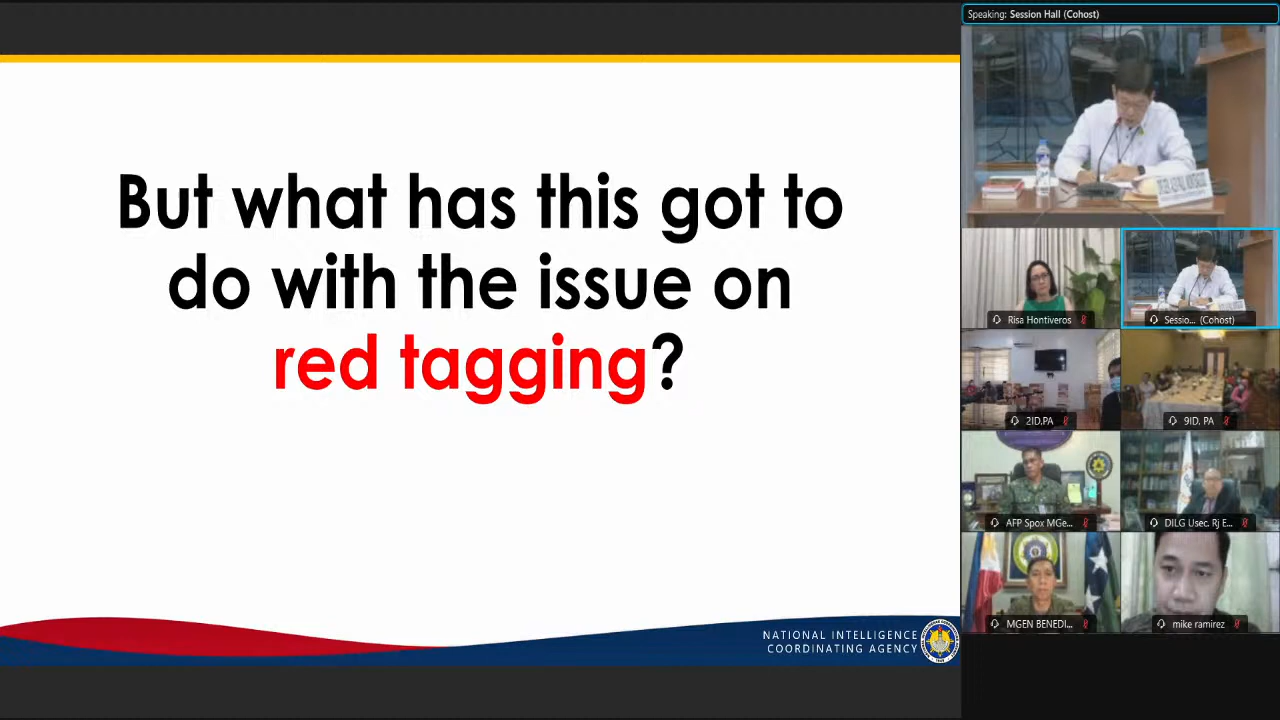 Speaking: Session Hall (Cohost)
But what has this got to
do with the issue on
red tagging?
NATIONAL INTELLIGENCE
COORDINATING AGENCY
Risa Hontiveros
Sessio... (Cohost)
2ID.PA
9ID, PA
AFP Spox MGe...
DILG Usec. Rj E...
MGEN BENEDI...
mike ramirez